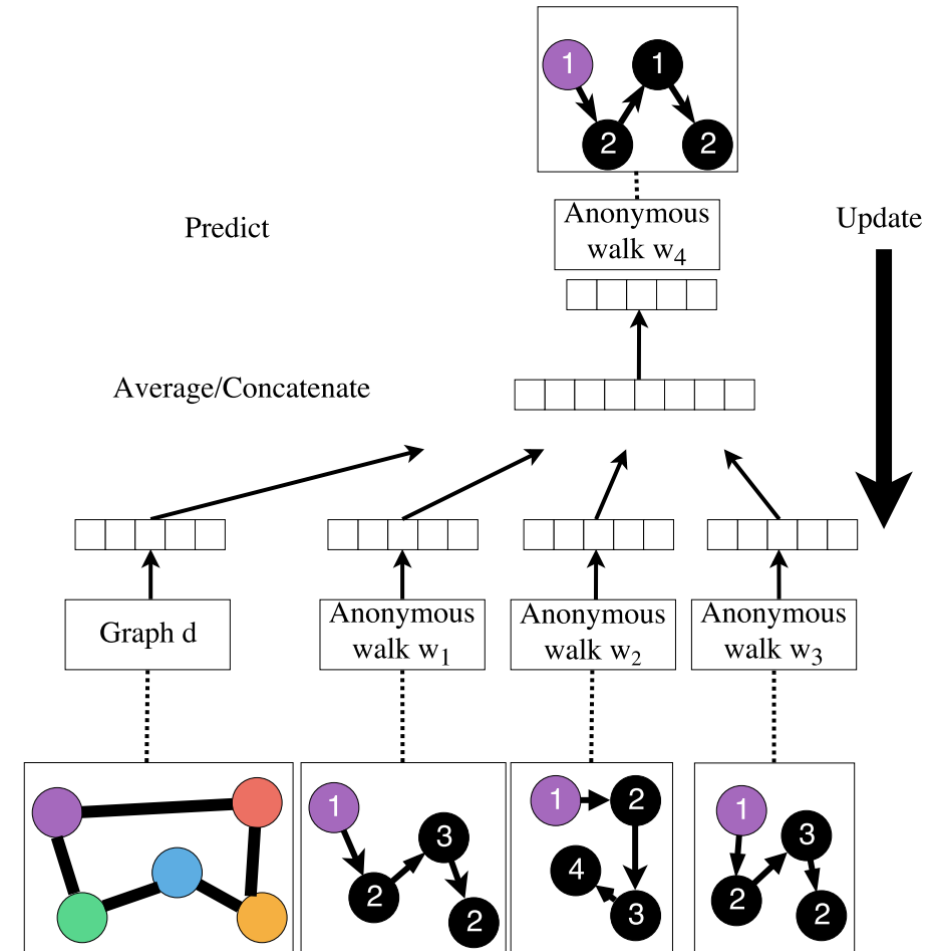 1
1
2
2
Predict
Anonymous
walk w4
Update
Average/Concatenate
Graph d
Anonymous
walk w1
Anonymous
walk w2
Anonymous
walk w3
1
3
2
2
1
2
4
3
1
3
2
2